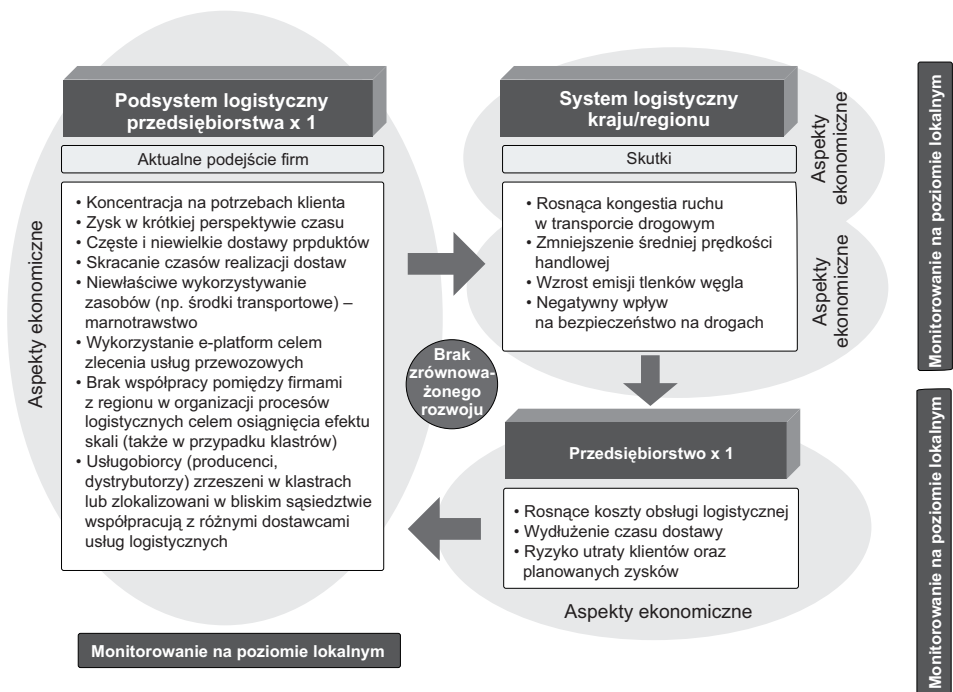 Podsystem logistyczny
przedsiębiorstwa x 1
Aktualne podejście firm
• Koncentracja na potrzebach klienta
• Zysk w krótkiej perspektywie czasu
• Częste i niewielkie dostawy prpduktów
• Skracanie czasów realizacji dostaw
• Niewłaściwe wykorzystywanie
zasobów (np. środki transportowe) –
marnotrawstwo
• Wykorzystanie e-platform celem
zlecenia usług przewozowych
• Brak współpracy pomiędzy firmami
z regionu w organizacji procesów
logistycznych celem osiągnięcia efektu
skali (także w przypadku klastrów)
• Usługobiorcy (producenci,
dystrybutorzy) zrzeszeni w klastrach
lub zlokalizowani w bliskim sąsiedztwie
współpracują z różnymi dostawcami
usług logistycznych
Aspekty ekonomiczne
Monitorowanie na poziomie lokalnym
Brak
zrównowa-
żonego
rozwoju
System logistyczny
kraju/regionu
Skutki
• Rosnąca kongestia ruchu
w transporcie drogowym
• Zmniejszenie średniej prędkości
handlowej
• Wzrost emisji tlenków węgla
• Negatywny wpływ
na bezpieczeństwo na drogach
Aspekty
ekonomiczne
Aspekty
ekonomiczne
Monitorowanie na poziomie lokalnym
Przedsiębiorstwo x 1
• Rosnące koszty obsługi logistycznej
• Wydłużenie czasu dostawy
• Ryzyko utraty klientów oraz
planowanych zysków
Aspekty ekonomiczne
Monitorowanie na poziomie lokalnym